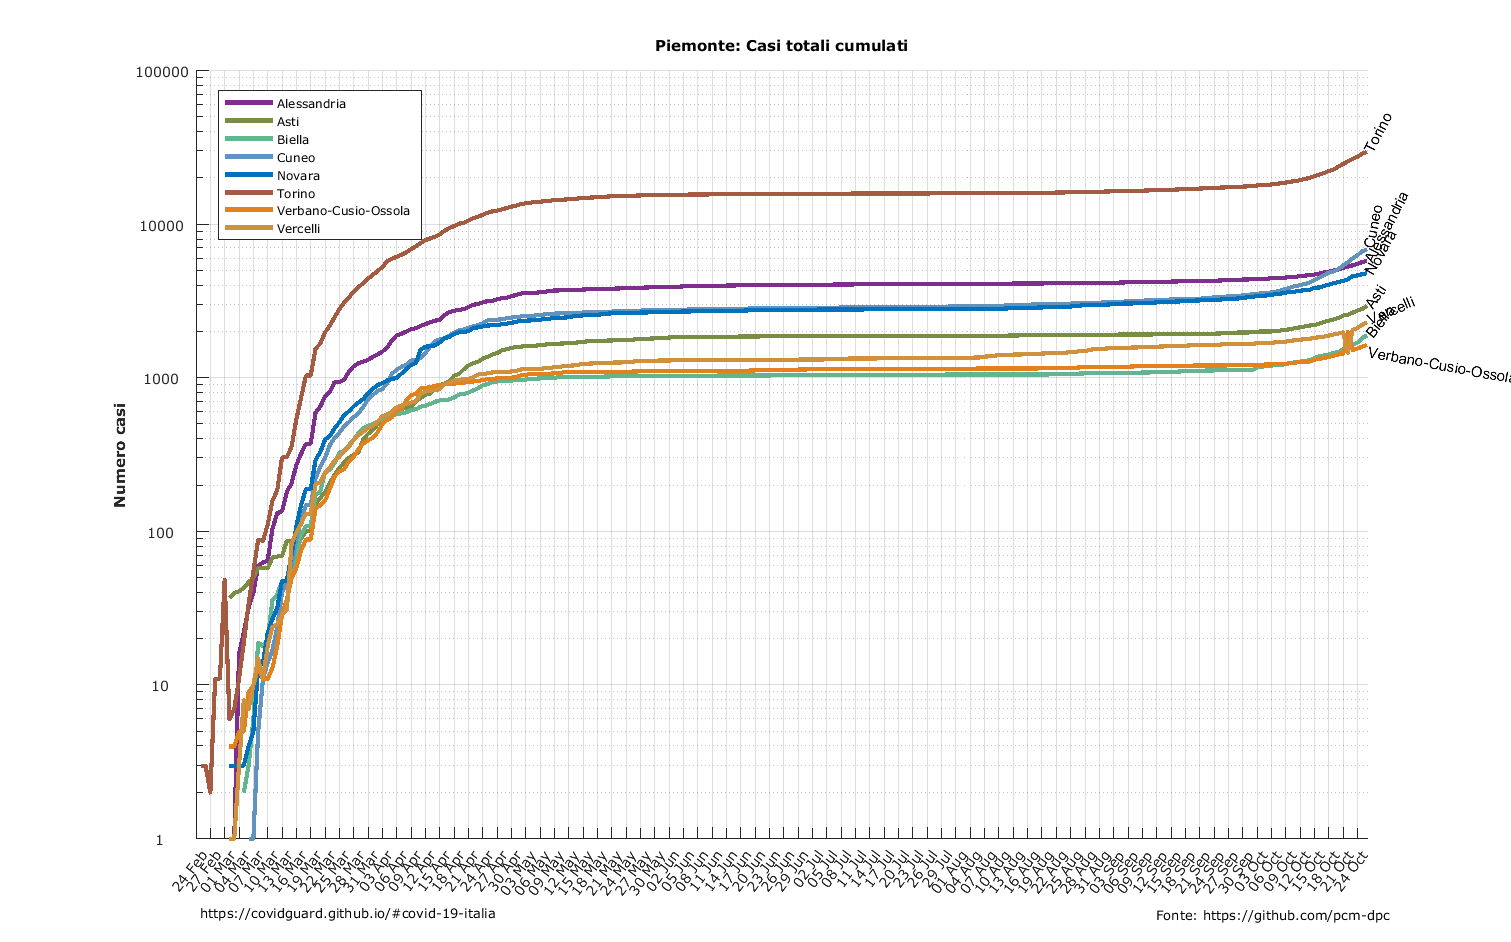 Piemonte: Casi totali cumulati
100000
10000
1000
100
10
1
Numero casi
Alessandria
Asti
Biella
Cuneo
Novara
Torino
Verbano-Cusio-Ossola
Vercelli
Torino
Cuneo
Alessandria
Novara
Asti
Vercelli
Biella
Verbano-Cusio-Ossola
24 Feb
27 Feb
01 Mar
04 Mar
07 Mar
10 Mar
13 Mar
16 Mar
19 Mar
22 Mar
25 Mar
28 Mar
31 Mar
03 Apr
06 Apr
09 Apr
12 Apr
15 Apr
18 Apr
21 Apr
24 Apr
27 Apr
30 Apr
03 May
06 May
09 May
12 May
15 May
18 May
21 May
24 May
27 May
30 May
02 Jun
05 Jun
08 Jun
11 Jun
14 Jun
17 Jun
20 Jun
23 Jun
26 Jun
29 Jun
02 Jul
05 Jul
08 Jul
11 Jul
14 Jul
17 Jul
20 Jul
23 Jul
26 Jul
29 Jul
01 Aug
04 Aug
07 Aug
10 Aug
13 Aug
16 Aug
19 Aug
22 Aug
25 Aug
28 Aug
31 Aug
03 Sep
06 Sep
09 Sep
12 Sep
15 Sep
18 Sep
21 Sep
24 Sep
27 Sep
30 Sep
03 Oct
06 Oct
09 Oct
12 Oct
15 Oct
18 Oct
21 Oct
24 Oct
https://covidguard.github.io/#covid-19-italia
Fonte: https://github.com/pcm-dpc